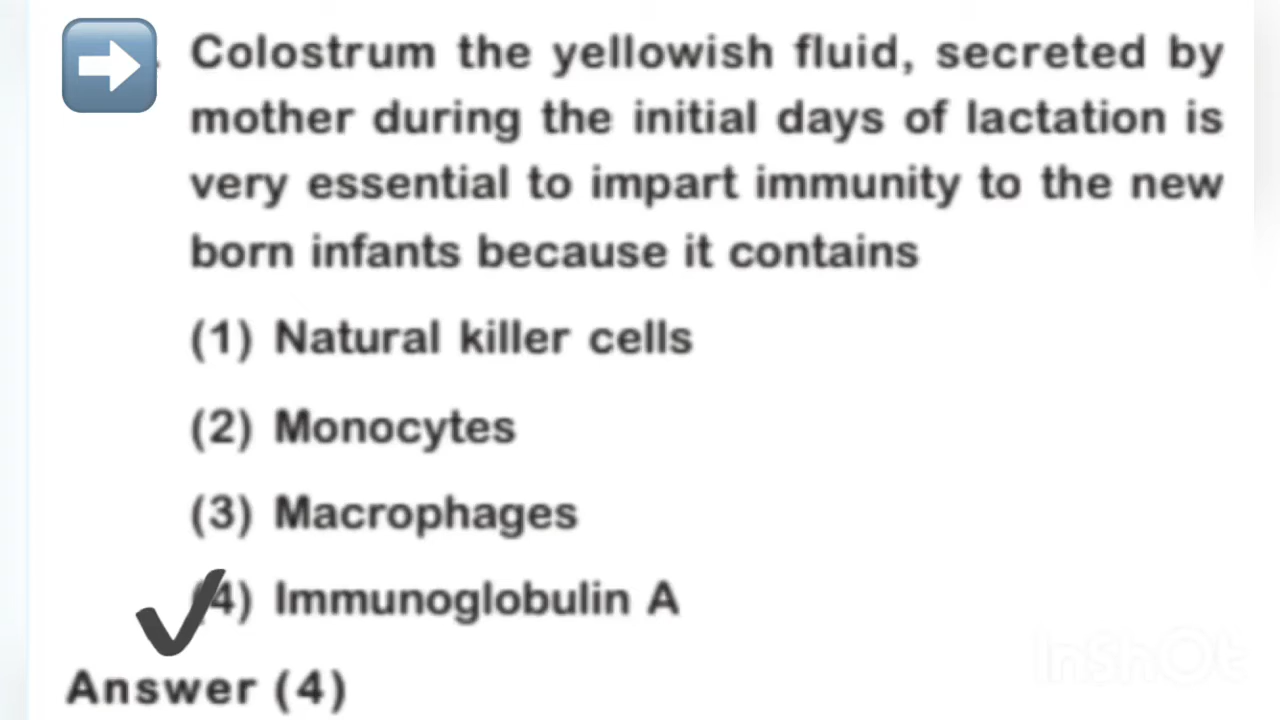 Colostrum the yellowish fluid, secreted by
mother during the initial days of lactation is
very essential to impart immunity to the new
born infants because it contains
(1) Natural killer cells
(2) Monocytes
(3) Macrophages
(4) Immunoglobulin A
Answer (4)
InShOt